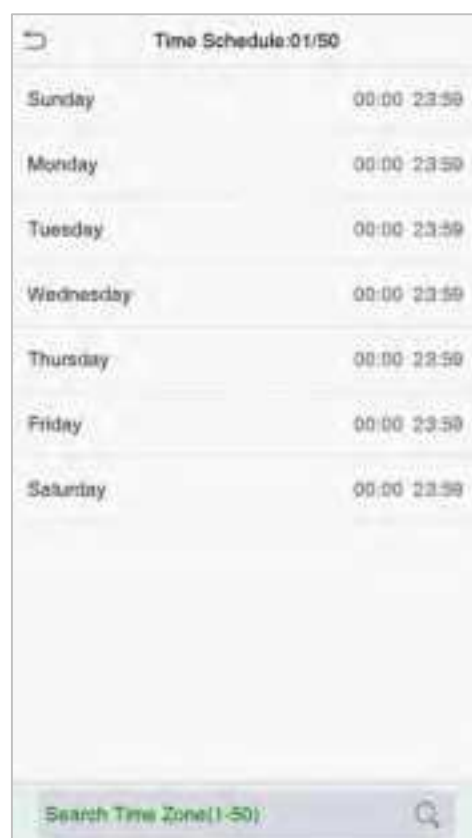 Time Schedule:01/50
Sunday 00:00 23:59
Monday 00:00 23:59
Tuesday 00:00 23:59
Wednesday 00:00 23:59
Thursday 00:00 23:59
Friday 00:00 23:59
Saturday 00:00 23:59
Search Time Zone(1-50)